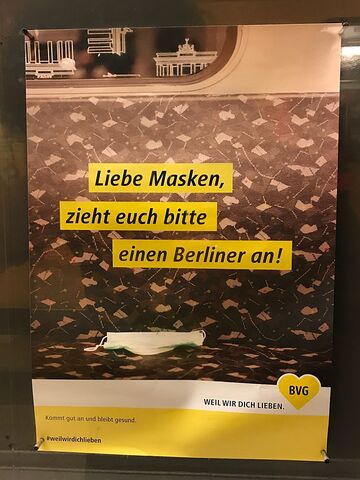 Liebe Masken,
zieht euch bitte
einen Berliner an!
BVG
WEIL WIR DICH LIEBEN.
Kommt gut an und bleibt gesund.
#weilwirdichlieben